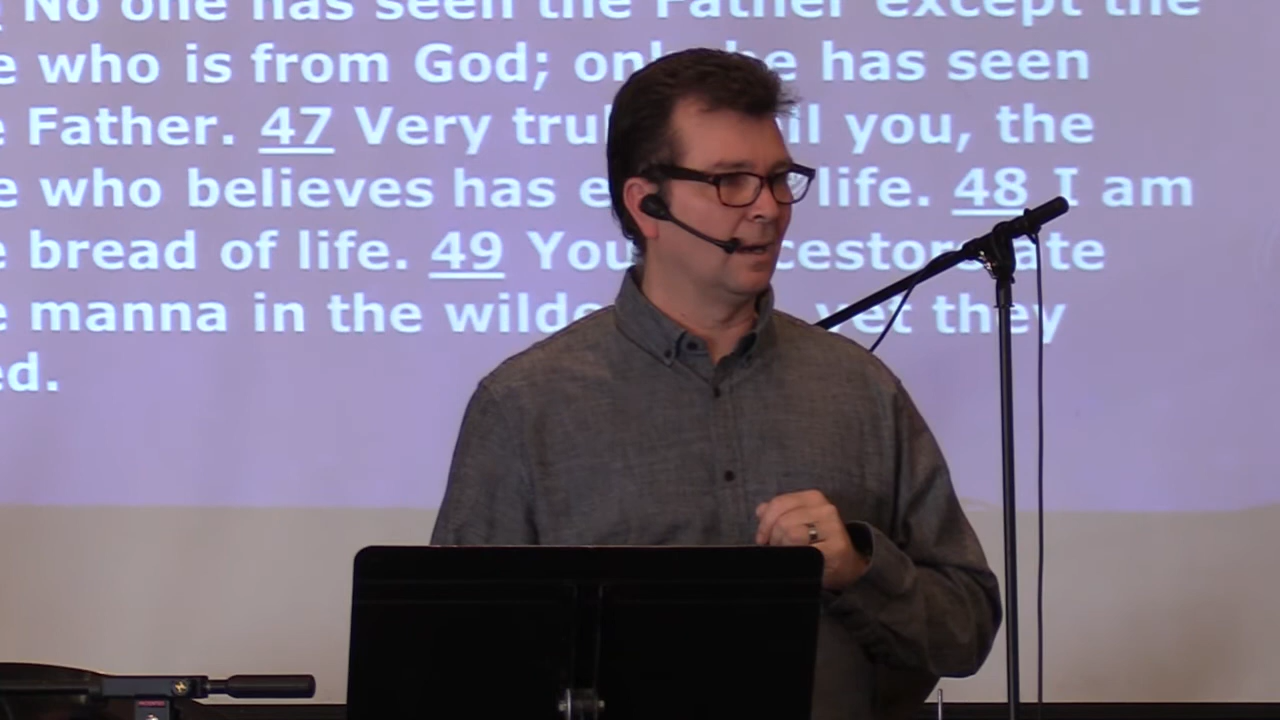 No one has seen the Father except the
e who is from God; only he has seen
e Father. 47 Very tru ll you, the
e who believes has e life. 48 I am
e bread of life. 49 You cestors ate
e manna in the wilde yet they
ed.